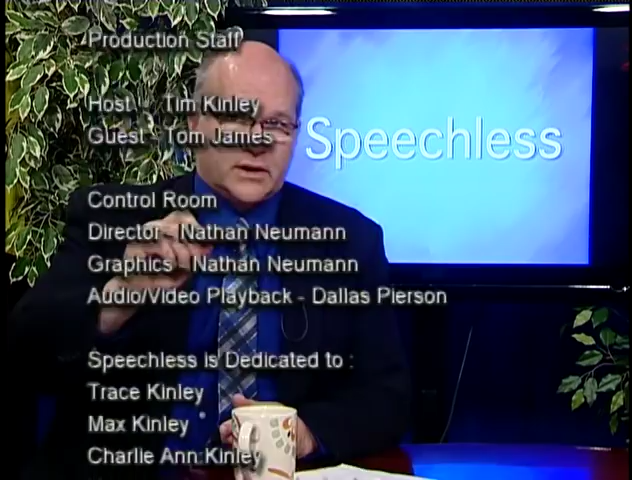 Production Staff
Host - Tim Kinley
Guest - Tom James
Speechless
Control Room
Director - Nathan Neumann
Graphics - Nathan Neumann
Audio/Video Playback - Dallas Pierson
Speechless is Dedicated to :
Trace Kinley
Max Kinley
Charlie Ann Kinley